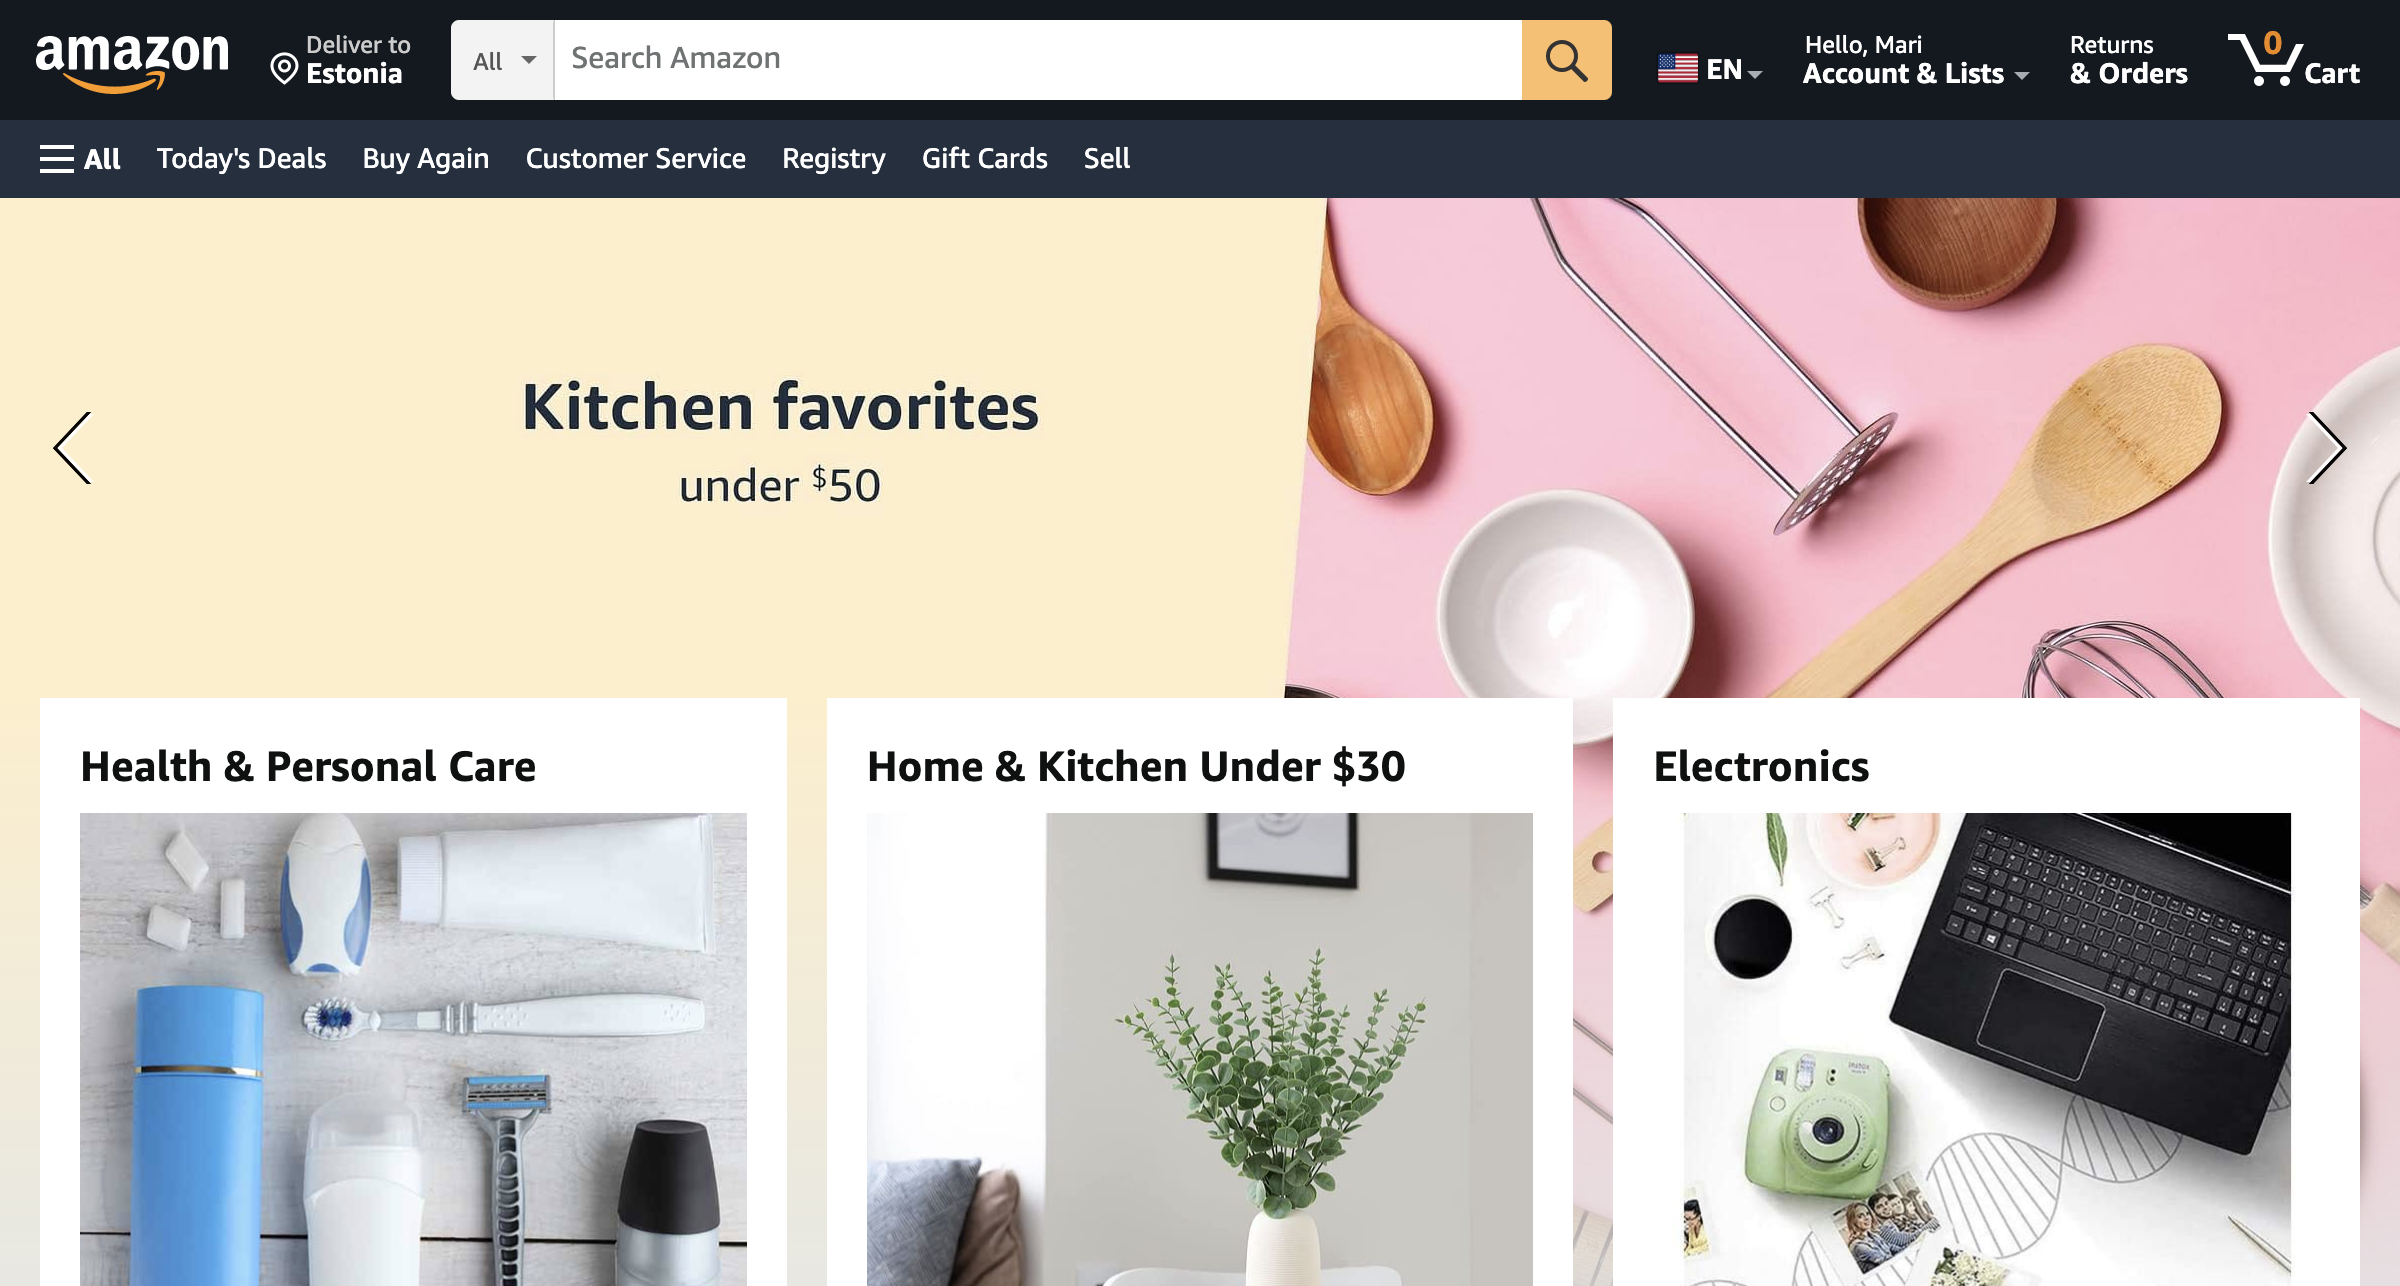 amazon
Deliver to
Estonia
All
Search Amazon
EN
Hello, Mari
Account & Lists
Returns
& Orders
0
Cart
All
Today's Deals
Buy Again
Customer Service
Registry
Gift Cards
Sell
Kitchen favorites
under $50
Health & Personal Care
Home & Kitchen Under $30
Electronics